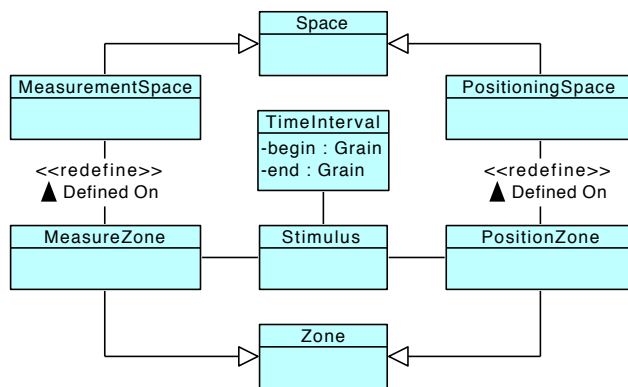 Space
MeasurementSpace
PositioningSpace
TimeInterval
-begin : Grain
-end : Grain
<<redefine>>
Defined On
<<redefine>>
Defined On
MeasureZone
Stimulus
PositionZone
Zone